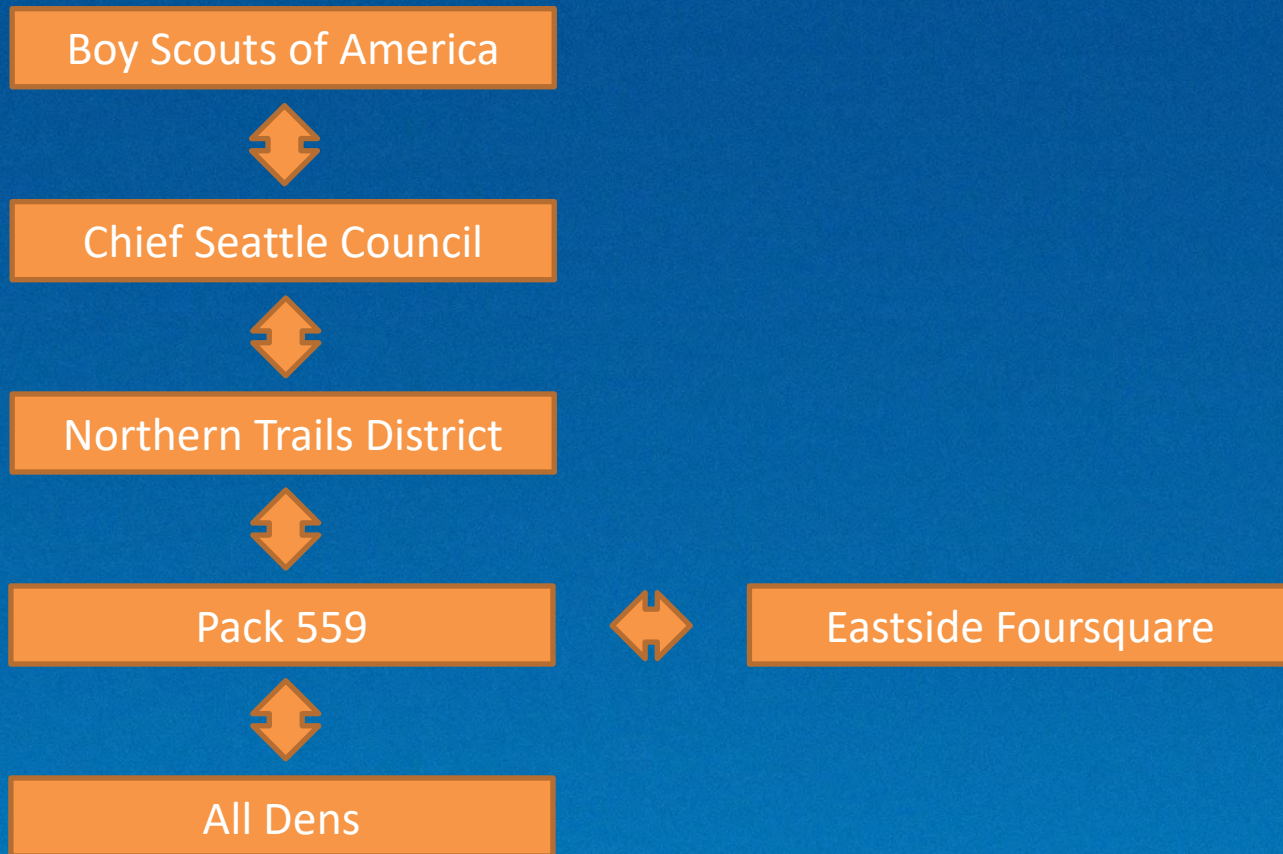 Boy Scouts of America
Chief Seattle Council
Northern Trails District
Pack 559
Eastside Foursquare
All Dens